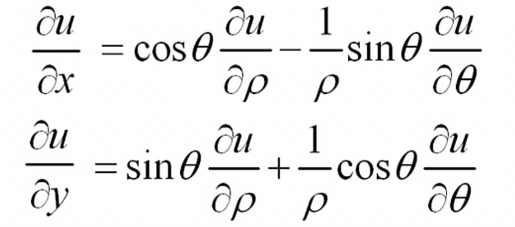 ∂u/∂x = cosθ ∂u/∂ρ − 1/ρ sinθ ∂u/∂θ
∂u/∂y = sinθ ∂u/∂ρ + 1/ρ cosθ ∂u/∂θ